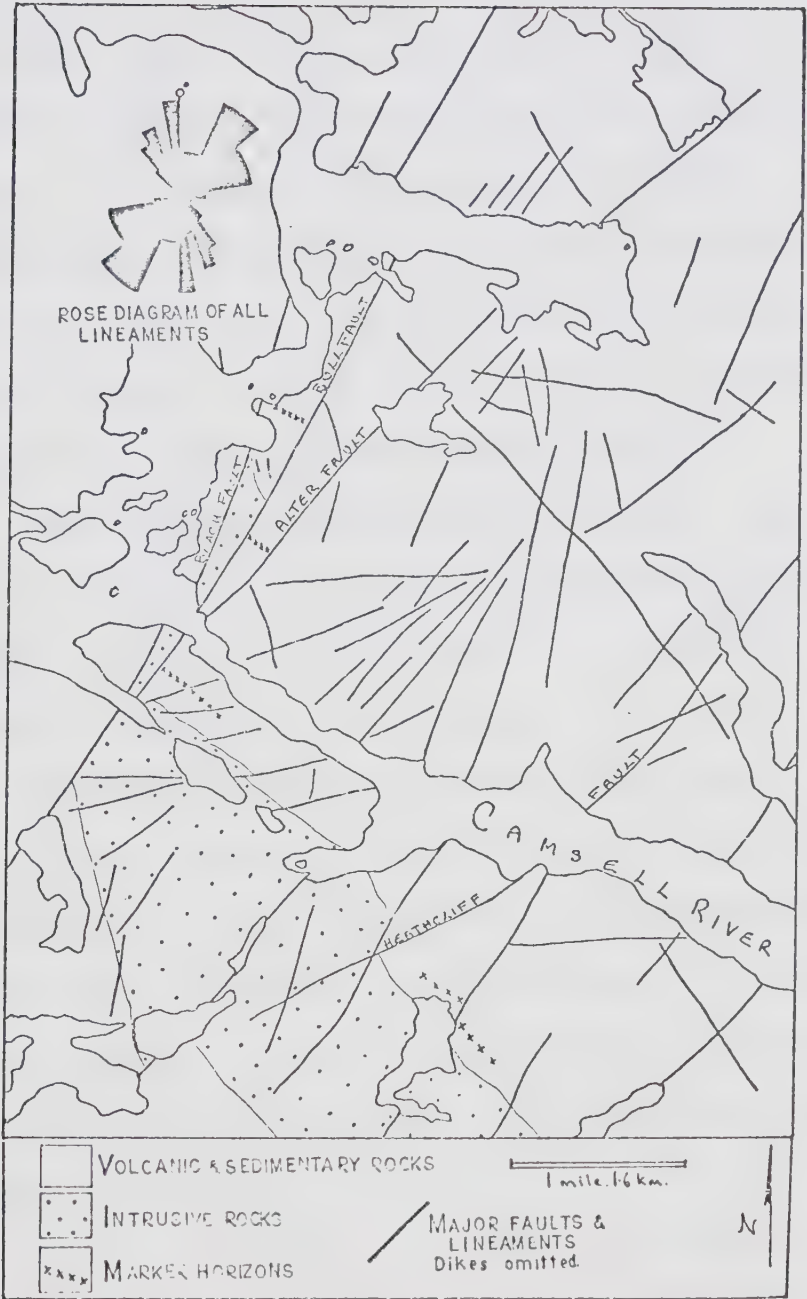 ROSE DIAGRAM OF ALL
LINEAMENTS
BULL FAULT
ALTER FAULT
FAULT
FAULT
CAMSELL RIVER
HEATHCLIFF
VOLCANIC & SEDIMENTARY ROCKS
1 mile. 1·6 km.
INTRUSIVE ROCKS
MAJOR FAULTS &
LINEAMENTS
Dikes omitted.
N
MARKER HORIZONS